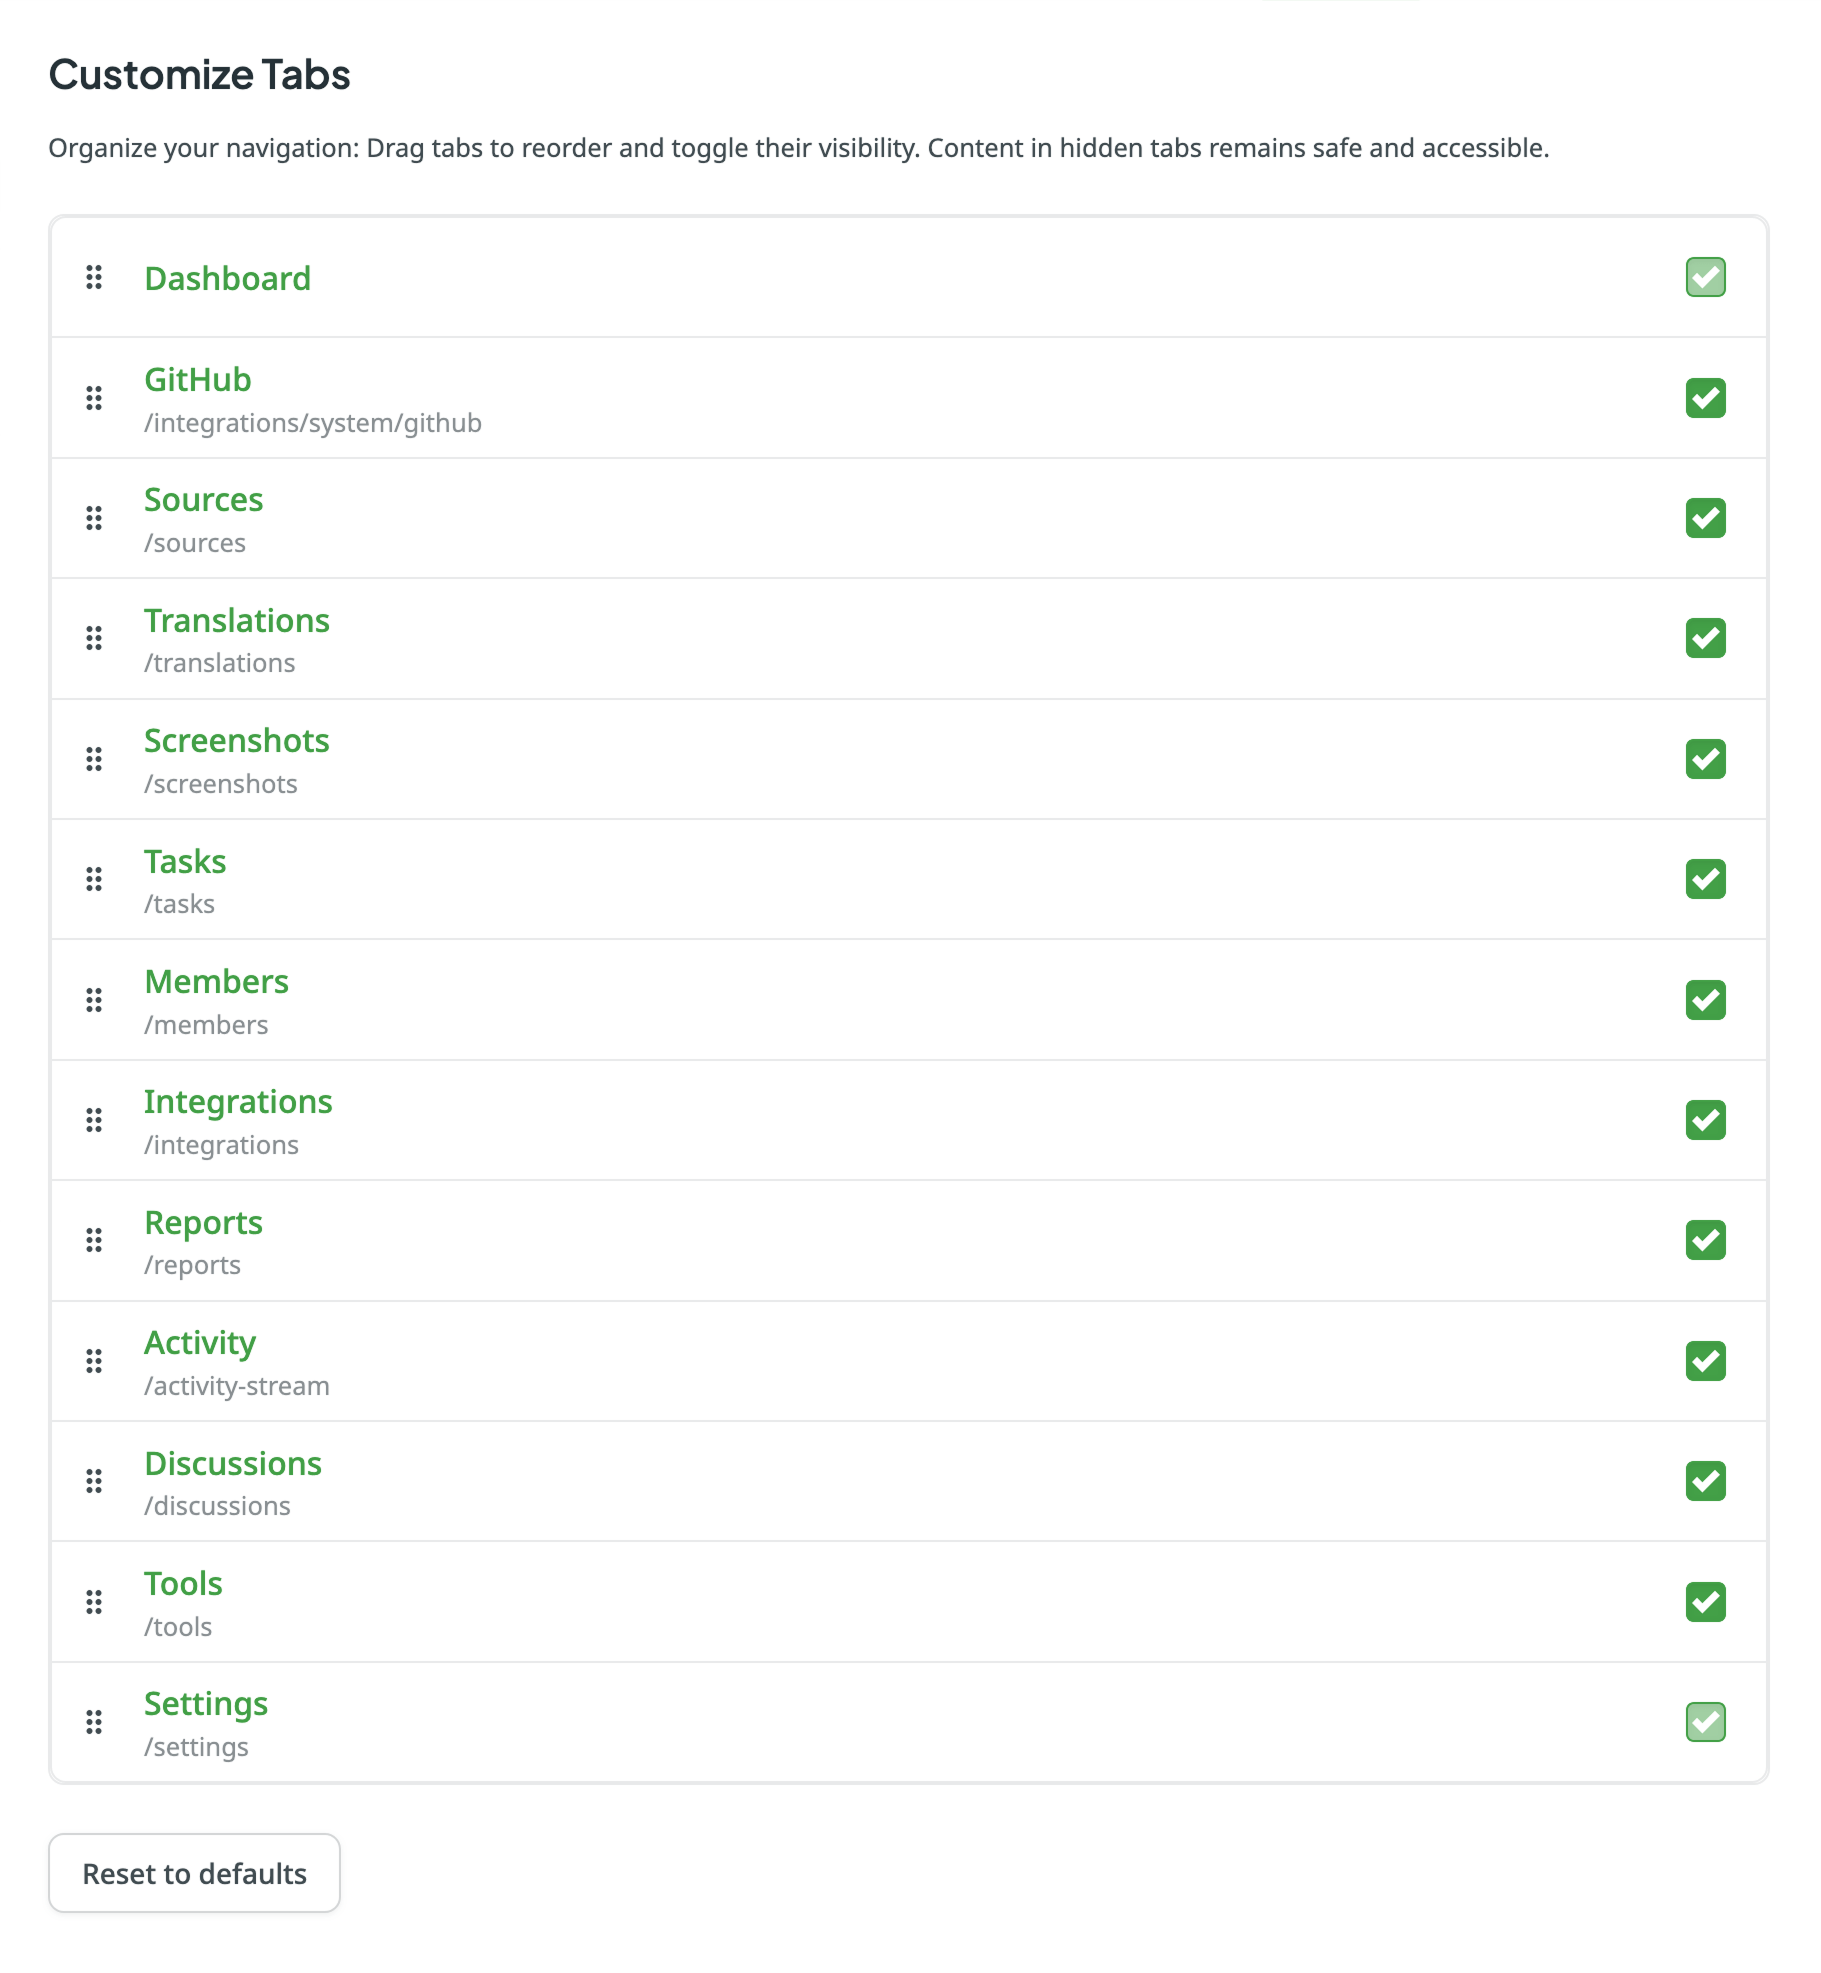 Customize Tabs
Organize your navigation: Drag tabs to reorder and toggle their visibility. Content in hidden tabs remains safe and accessible.
Dashboard
GitHub
/integrations/system/github
Sources
/sources
Translations
/translations
Screenshots
/screenshots
Tasks
/tasks
Members
/members
Integrations
/integrations
Reports
/reports
Activity
/activity-stream
Discussions
/discussions
Tools
/tools
Settings
/settings
Reset to defaults